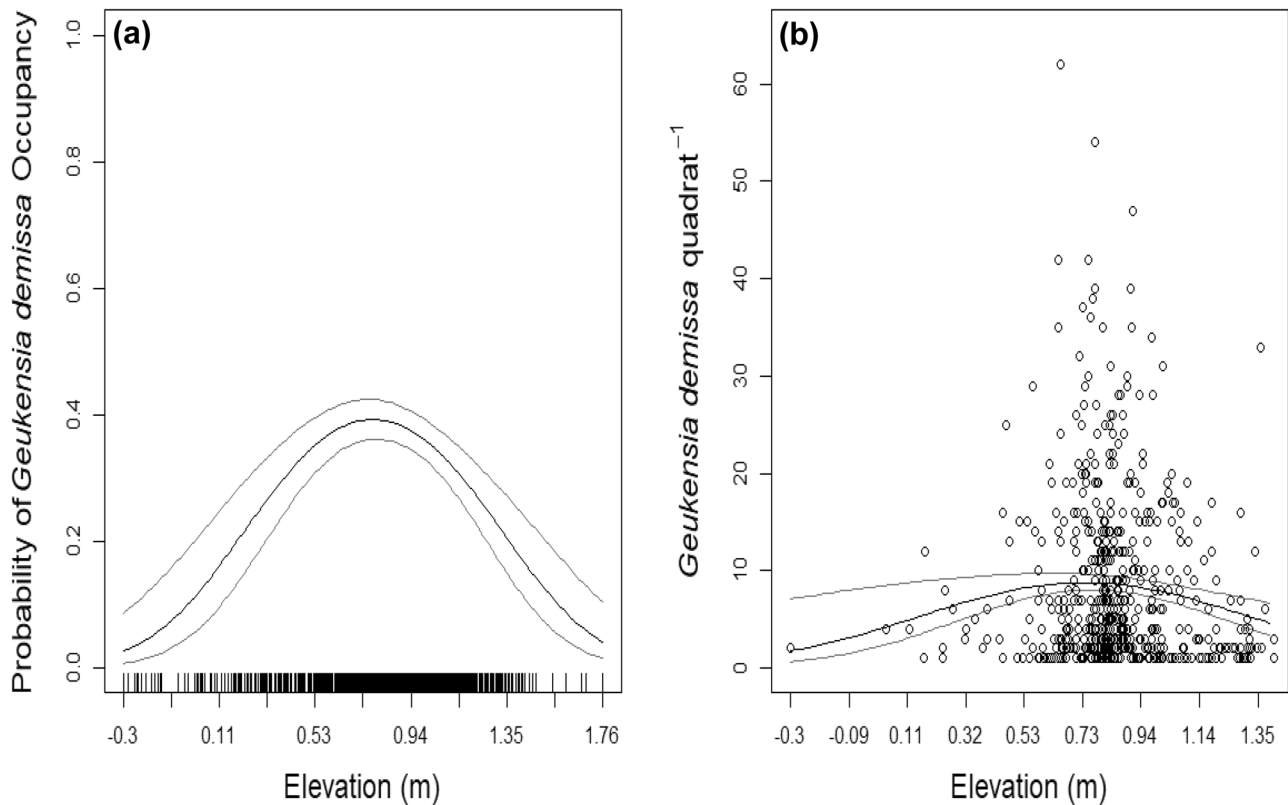 (a)
Probability of Geukensia demissa Occupancy
1.0
0.8
0.6
0.4
0.2
0.0
-0.3 0.11 0.53 0.94 1.35 1.76
Elevation (m)
(b)
Geukensia demissa quadrat⁻¹
60
50
40
30
20
10
0
-0.3 -0.09 0.11 0.32 0.53 0.73 0.94 1.14 1.35
Elevation (m)